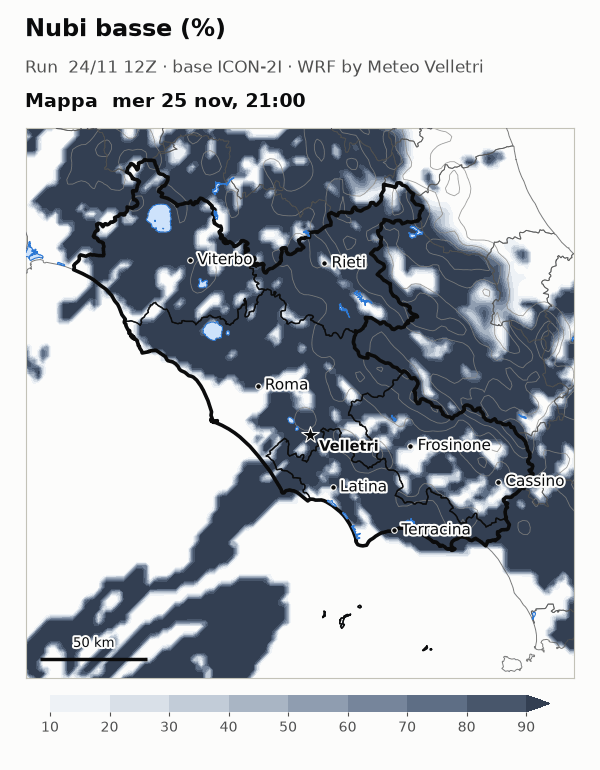 Nubi basse (%)
Run 24/11 12Z · base ICON-2I · WRF by Meteo Velletri
Mappa mer 25 nov, 21:00
Viterbo
Rieti
Roma
Velletri
Frosinone
Cassino
Latina
Terracina
50 km
10 20 30 40 50 60 70 80 90